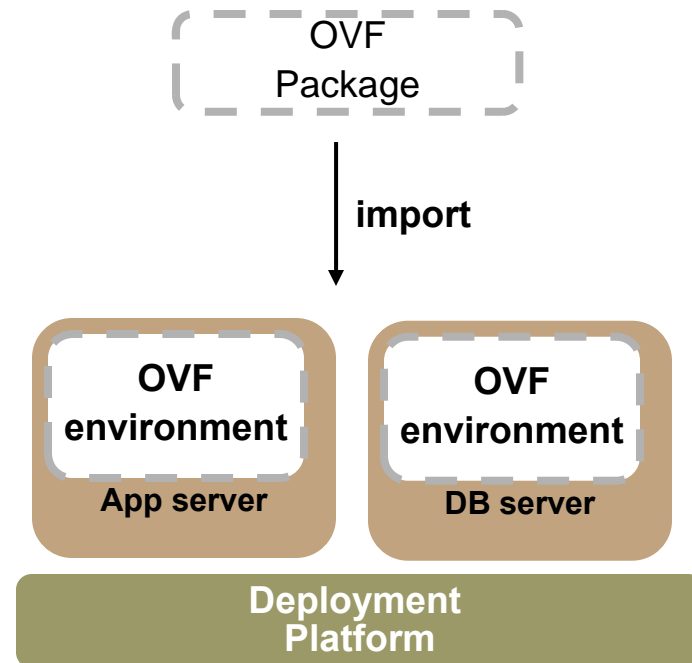 OVF
Package
import
OVF
environment
App server
OVF
environment
DB server
Deployment
Platform